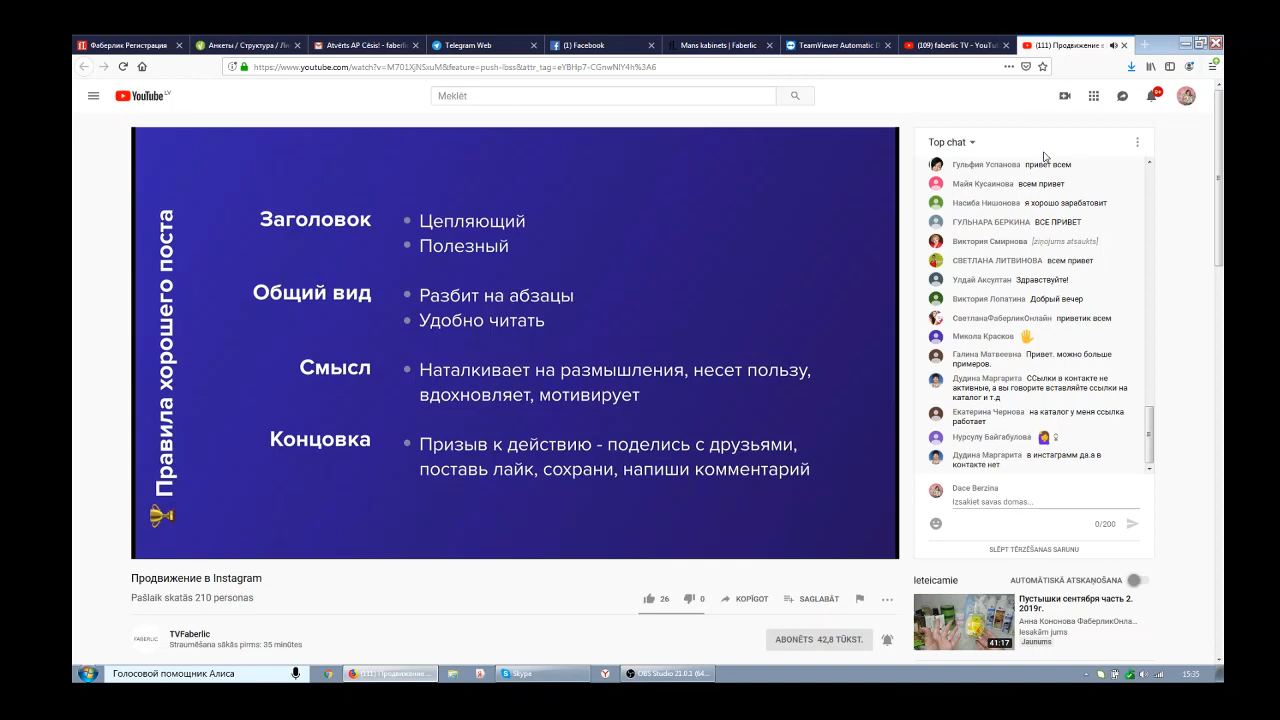 Фаберлик Регистрация
Анкеты / Структура / Ли
Atvērts AP Cēsis! - faberlic
Telegram Web
(1) Facebook
Mans kabinets | Faberlic
TeamViewer Automatic D
(109) faberlic TV - YouTu
(111) Продвижение в
https://www.youtube.com/watch?v=M701XjNSxuM&feature=push-lsss&attr_tag=eYBHp7-CGnwNlY4h%3A6
YouTube LV
Meklēt
9+
Правила хорошего поста
Заголовок
Цепляющий
Полезный
Общий вид
Разбит на абзацы
Удобно читать
Смысл
Наталкивает на размышления, несет пользу,
вдохновляет, мотивирует
Концовка
Призыв к действию - поделись с друзьями,
поставь лайк, сохрани, напиши комментарий
Top chat
Гульфия Успанова привет всем
Майя Кусаинова всем привет
Насиба Нишонова я хорошо зарабатовит
ГУЛЬНАРА БЕРКИНА ВСЕ ПРИВЕТ
Виктория Смирнова [ziņojums atsaukts]
СВЕТЛАНА ЛИТВИНОВА всем привет
Улдай Аксултан Здравствуйте!
Виктория Лопатина Добрый вечер
СветланаФаберликОнлайн приветик всем
Микола Красков
Галина Матвеевна Привет. можно больше
примеров.
Дудина Маргарита ССылки в контакте не
активные, а вы говорите вставляйте ссылки на
каталог и т.д
Екатерина Чернова на каталог у меня ссылка
работает
Нурсулу Байгабулова
Дудина Маргарита в инстаграмм да.а в
контакте нет
Dace Berzina
Izsakiet savas domas...
0/200
SLĒPT TĒRZĒŠANAS SARUNU
Продвижение в Instagram
Pašlaik skatās 210 personas
26
0
KOPĪGOT
SAGLABĀT
FABERLIC
TVFaberlic
Straumēšana sākās pirms: 35 minūtes
ABONĒTS 42,8 TŪKST.
Ieteicamie
AUTOMĀTISKĀ ATSKAŅOŠANA
41:17
Пустышки сентября часть 2.
2019г.
Анна Кононова ФаберликОнла...
Iesakām jums
Jaunums
Голосовой помощник Алиса
(111) Продвижение ...
Skype
OBS Studio 21.0.1 (64...
15:35